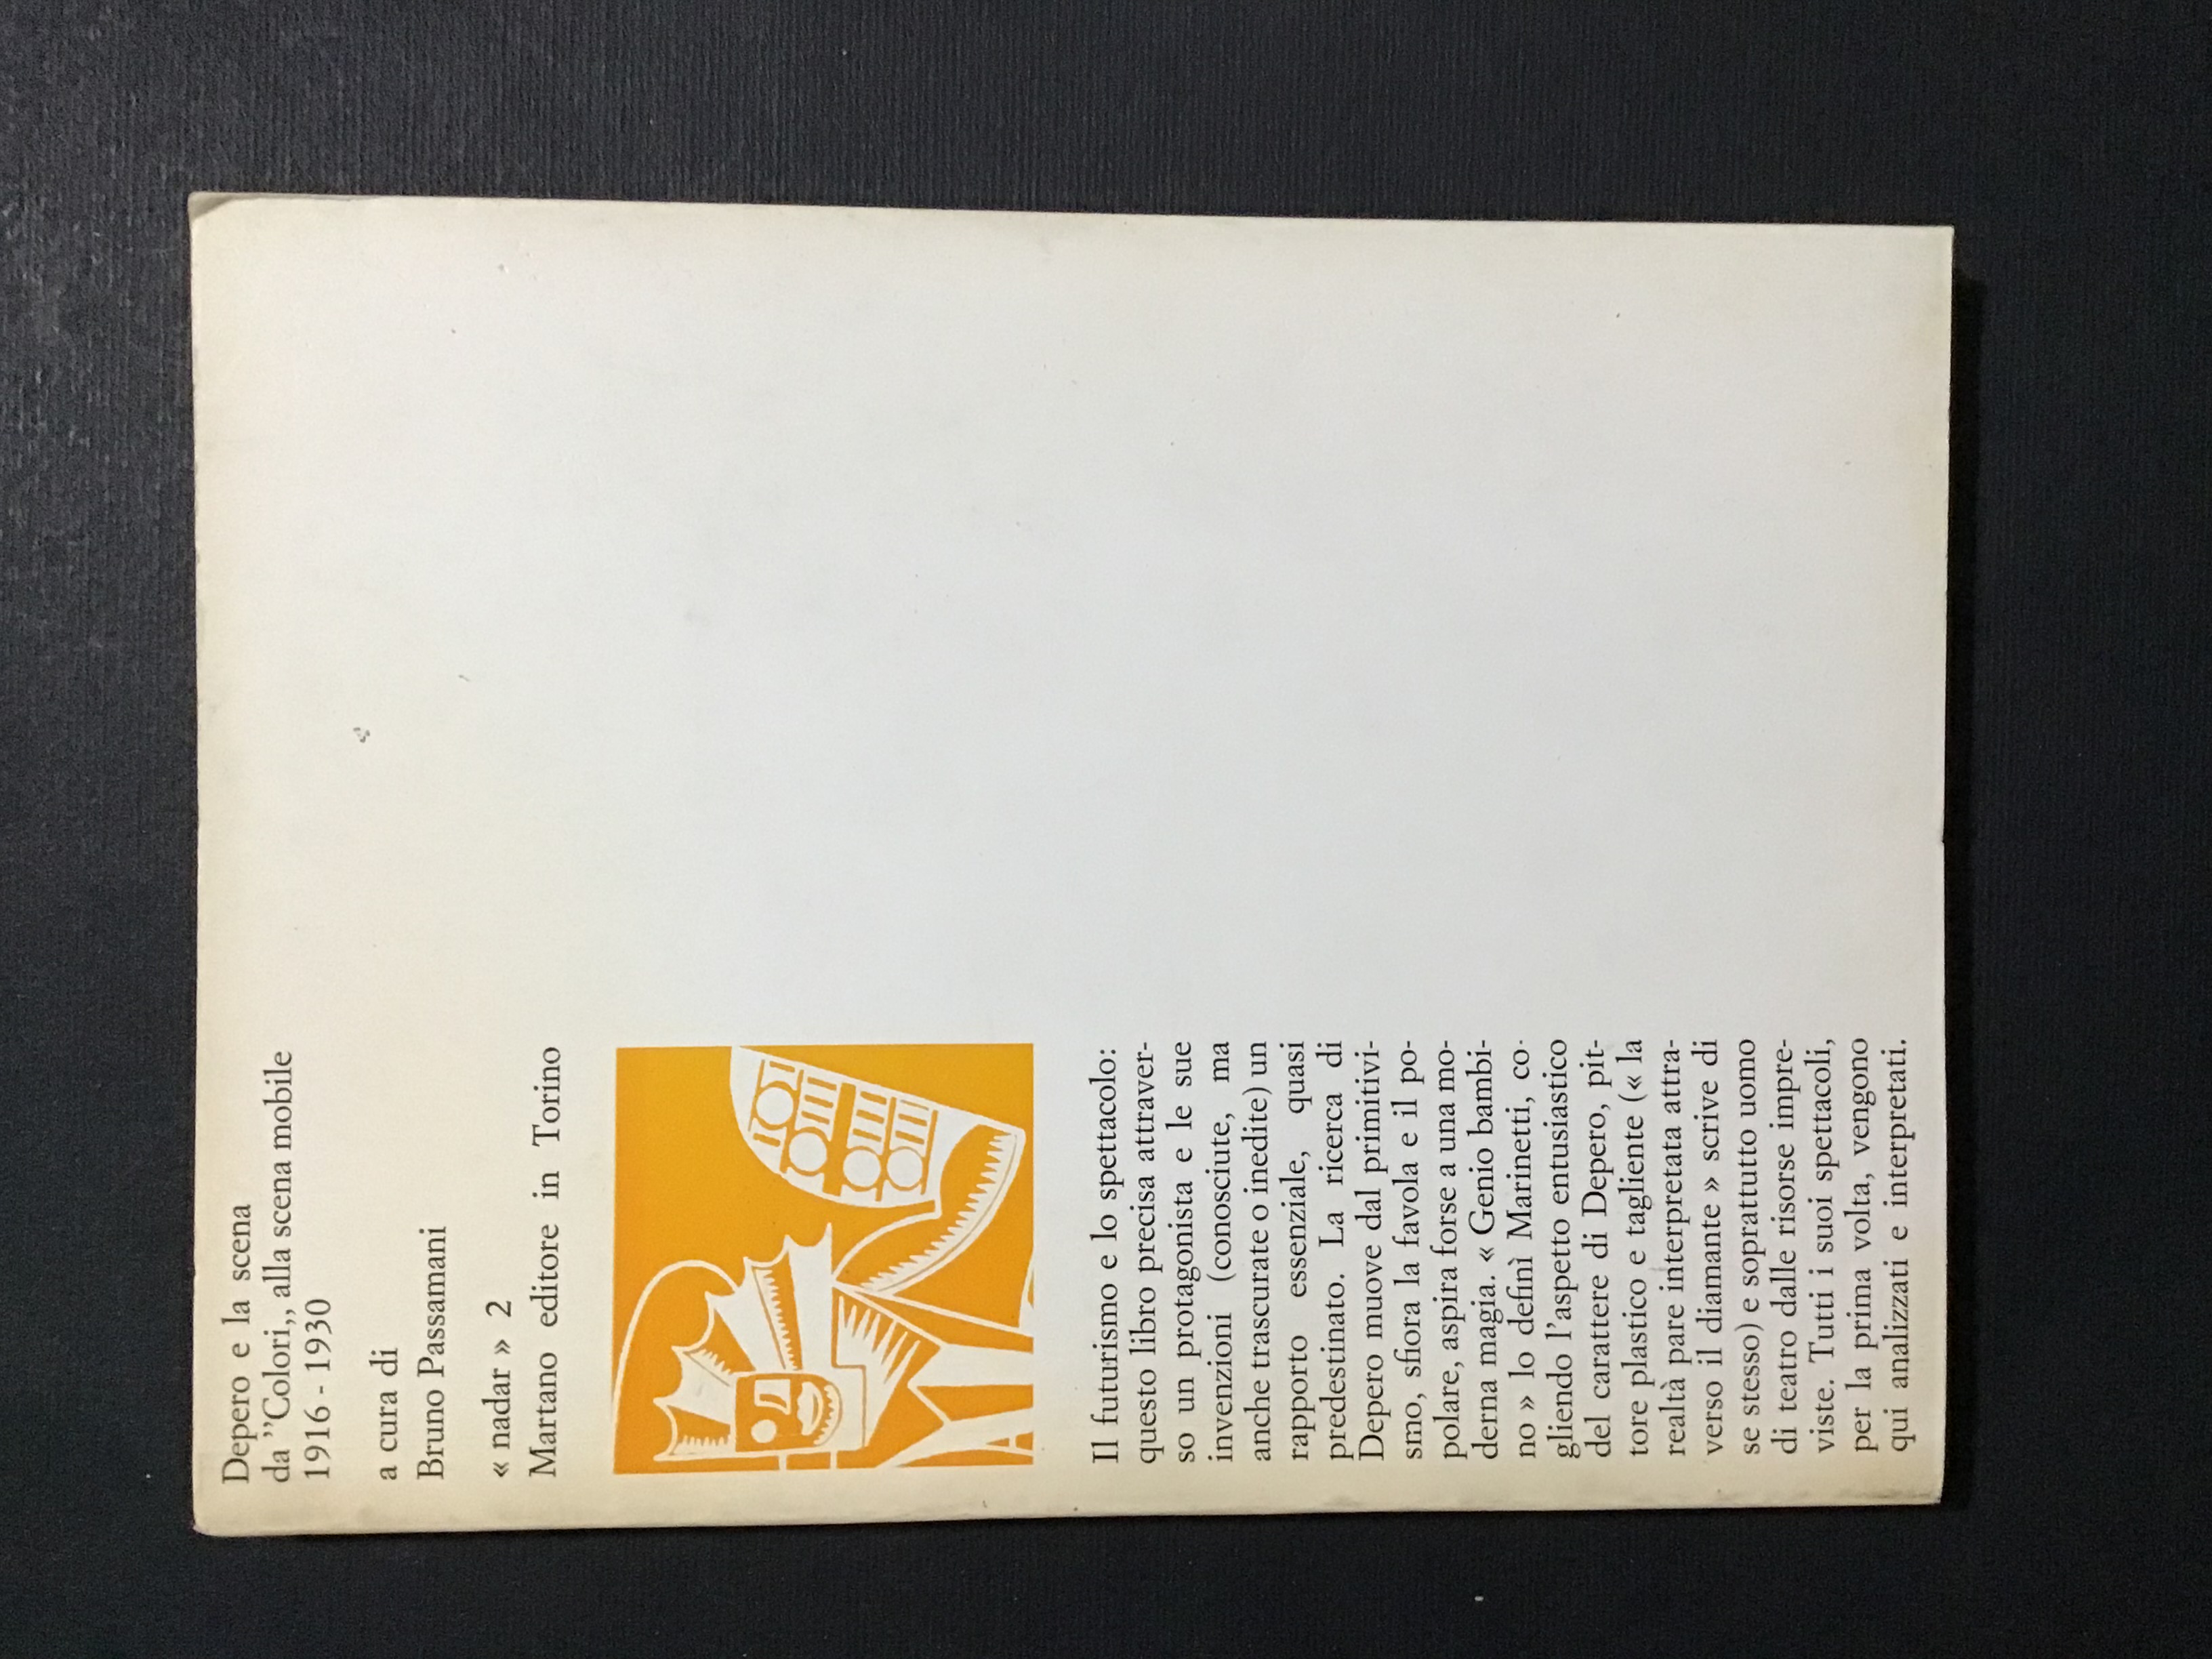 Depero e la scena
da ”Colori,, alla scena mobile
1916 - 1930
a cura di
Bruno Passamani
« nadar » 2
Martano editore in Torino
Il futurismo e lo spettacolo:
questo libro precisa attraver-
so un protagonista e le sue
invenzioni (conosciute, ma
anche trascurate o inedite) un
rapporto essenziale, quasi
predestinato. La ricerca di
Depero muove dal primitivi-
smo, sfiora la favola e il po-
polare, aspira forse a una mo-
derna magia. « Genio bambi-
no » lo definì Marinetti, co-
gliendo l'aspetto entusiastico
del carattere di Depero, pit-
tore plastico e tagliente (« la
realtà pare interpretata attra-
verso il diamante » scrive di
se stesso) e soprattutto uomo
di teatro dalle risorse impre-
viste. Tutti i suoi spettacoli,
per la prima volta, vengono
qui analizzati e interpretati.